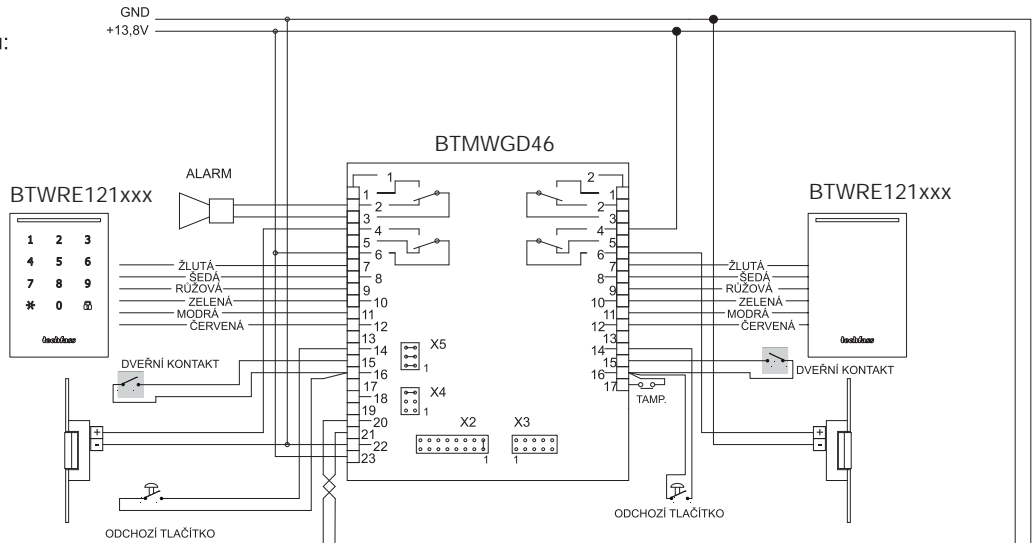 GND
+13,8V
u:
BTMWGD46
ALARM
BTWRE121xxx
1 2 3
4 5 6
7 8 9
* 0
techfass
ŽLUTÁ
ŠEDÁ
RŮŽOVÁ
ZELENÁ
MODRÁ
ČERVENÁ
DVEŘNÍ KONTAKT
+
-
ODCHOZÍ TLAČÍTKO
1
1
2
3
4
5
6
7
8
9
10
11
12
13
14
15
16
17
18
19
20
21
22
23
X5
1
X4
1
X2
1
X3
1
2
1
2
3
4
5
6
7
8
9
10
11
12
13
14
15
16
17
TAMP.
BTWRE121xxx
techfass
ŽLUTÁ
ŠEDÁ
RŮŽOVÁ
ZELENÁ
MODRÁ
ČERVENÁ
DVEŘNÍ KONTAKT
+
-
ODCHOZÍ TLAČÍTKO